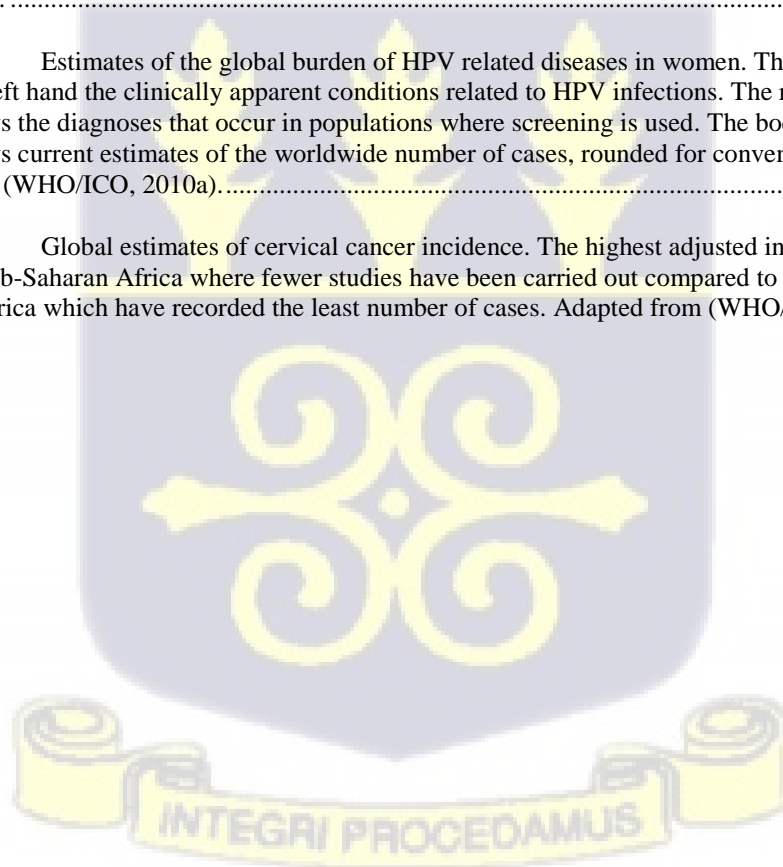 Estimates of the global burden of HPV related diseases in women. Th
eft hand the clinically apparent conditions related to HPV infections. The
s the diagnoses that occur in populations where screening is used. The
s current estimates of the worldwide number of cases, rounded for
(WHO/ICO, 2010a)..............................................................................
Global estimates of cervical cancer incidence. The highest adjusted
b-Saharan Africa where fewer studies have been carried out compared to
rica which have recorded the least number of cases. Adapted from (WHO/
INTEGRI PROCEDAMUS